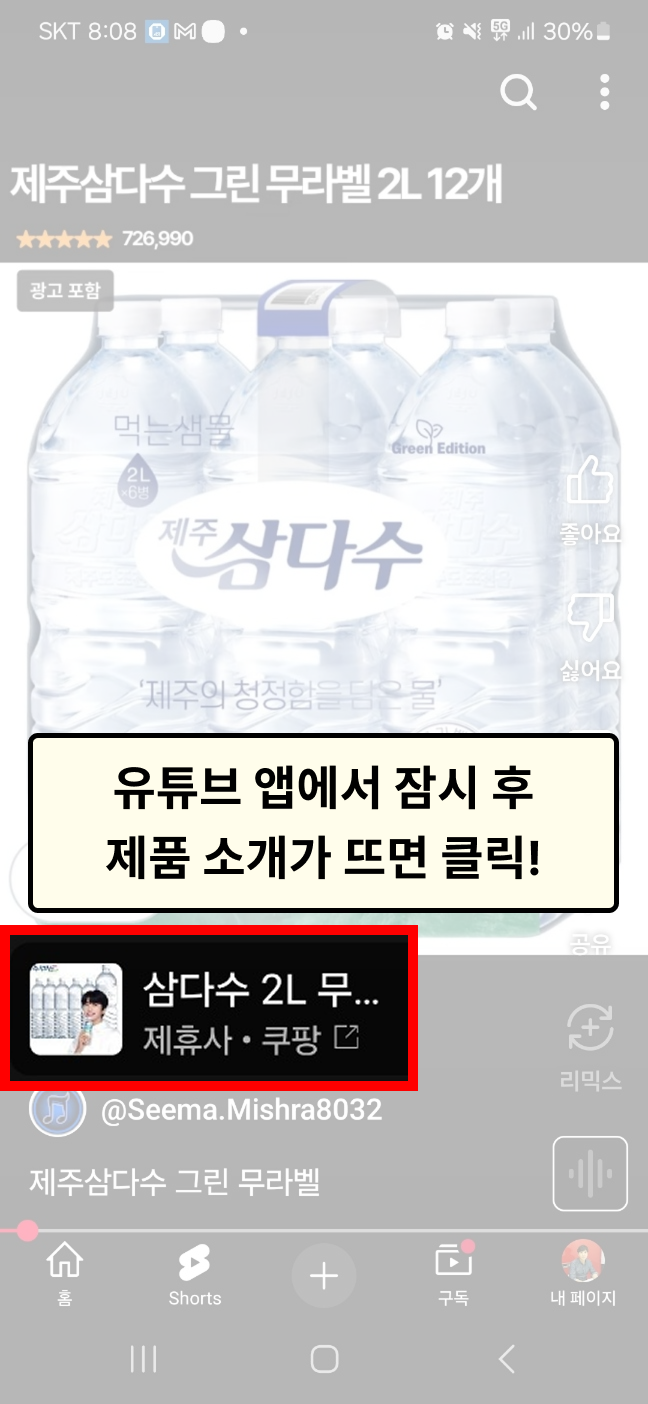 SKT 8:08
5G
30%
제주삼다수 그린 무라벨 2L 12개
726,990
광고 포함
먹는샘물
Green Edition
2L
×6병
제주
삼다수
좋아요
싫어요
‘제주의 청정함을 담은 물’
유튜브 앱에서 잠시 후
제품 소개가 뜨면 클릭!
공유
삼다수 2L 무...
제휴사 • 쿠팡
리믹스
@Seema.Mishra8032
제주삼다수 그린 무라벨
홈
Shorts
구독
내 페이지